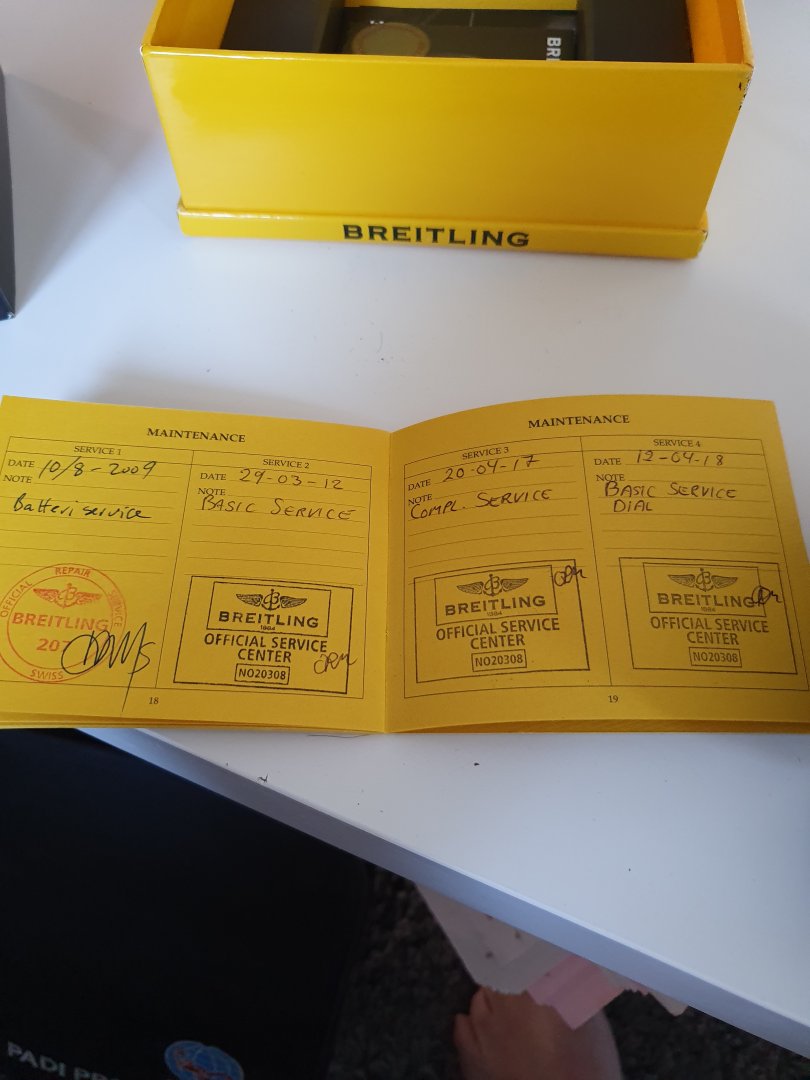 BREITLING
MAINTENANCE
SERVICE 1
DATE 10/8-2009
NOTE
Batteri service
OFFICIAL REPAIR SERVICE
BREITLING
207
SWISS
SERVICE 2
DATE 29-03-12
NOTE
BASIC SERVICE
BREITLING
1884
OFFICIAL SERVICE
CENTER
NO20308
18
MAINTENANCE
SERVICE 3
DATE 20-04-17
NOTE
COMPL. SERVICE
BREITLING
1884
OFFICIAL SERVICE
CENTER
NO20308
SERVICE 4
DATE 12-04-18
NOTE
BASIC SERVICE
DIAL
BREITLING
1884
OFFICIAL SERVICE
CENTER
NO20308
19
PADI